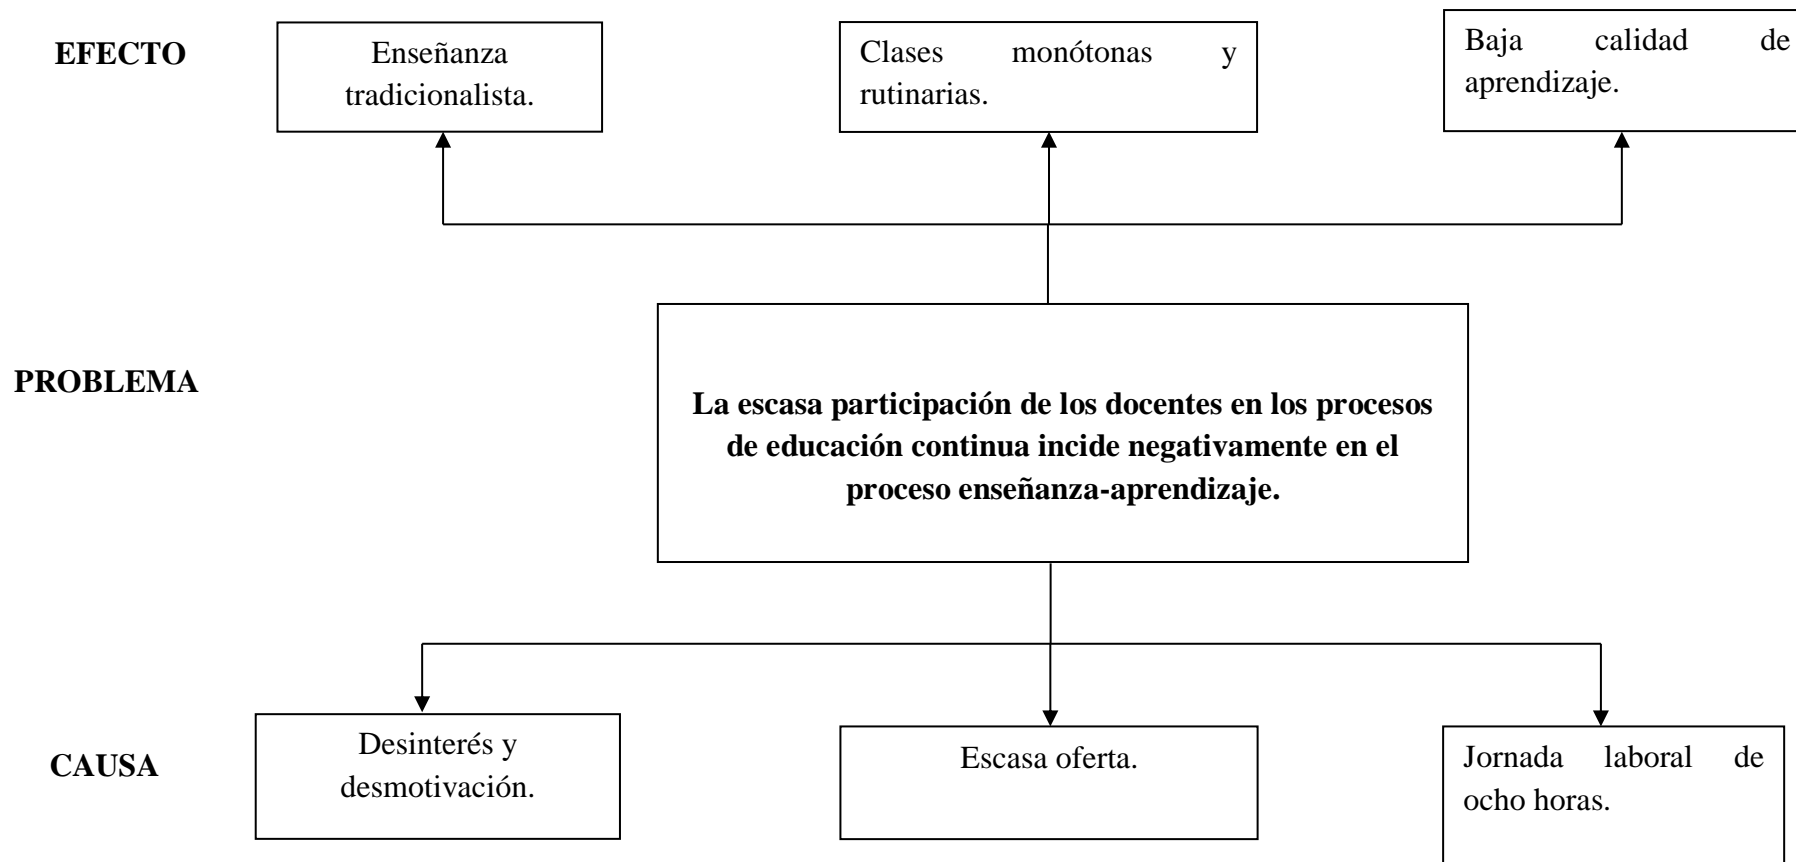 EFECTO
Enseñanza
tradicionalista.
Clases monótonas y
rutinarias.
Baja calidad de
aprendizaje.
PROBLEMA
La escasa participación de los docentes en los procesos
de educación continua incide negativamente en el
proceso enseñanza-aprendizaje.
CAUSA
Desinterés y
desmotivación.
Escasa oferta.
Jornada laboral de
ocho horas.